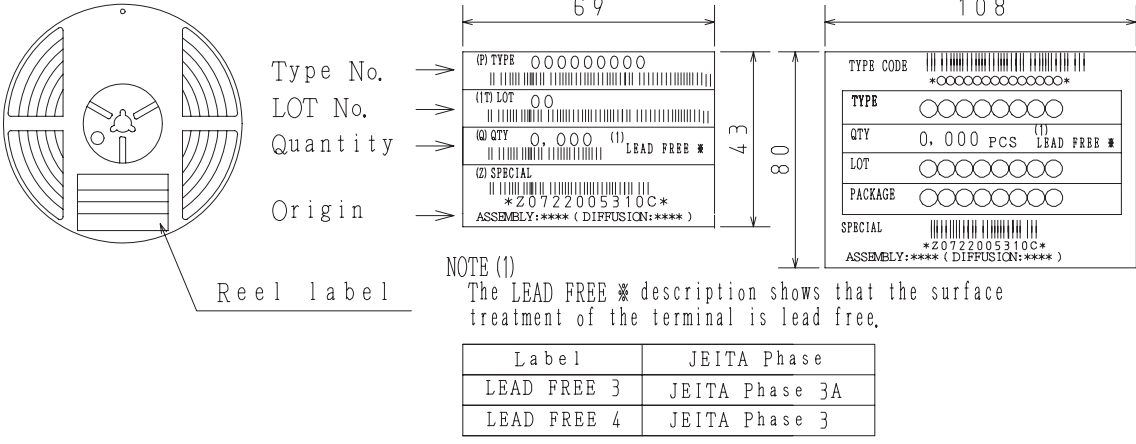 69
108
Type No.
LOT No.
Quantity
Origin
Reel label
(P) TYPE 000000000
(1T) LOT 00
(Q) QTY 0,000 (1) LEAD FREE ※
(Z) SPECIAL
*Z0722005310C*
ASSEMBLY:**** (DIFFUSION:****)
43
80
TYPE CODE
*○○○○○○○○○○○○○*
TYPE ○○○○○○○○
QTY 0,000 PCS (1) LEAD FREE ※
LOT ○○○○○○○○
PACKAGE ○○○○○○○○
SPECIAL
*Z0722005310C*
ASSEMBLY:**** (DIFFUSION:****)
NOTE (1)
The LEAD FREE ※ description shows that the surface
treatment of the terminal is lead free.
Label JEITA Phase
LEAD FREE 3 JEITA Phase 3A
LEAD FREE 4 JEITA Phase 3